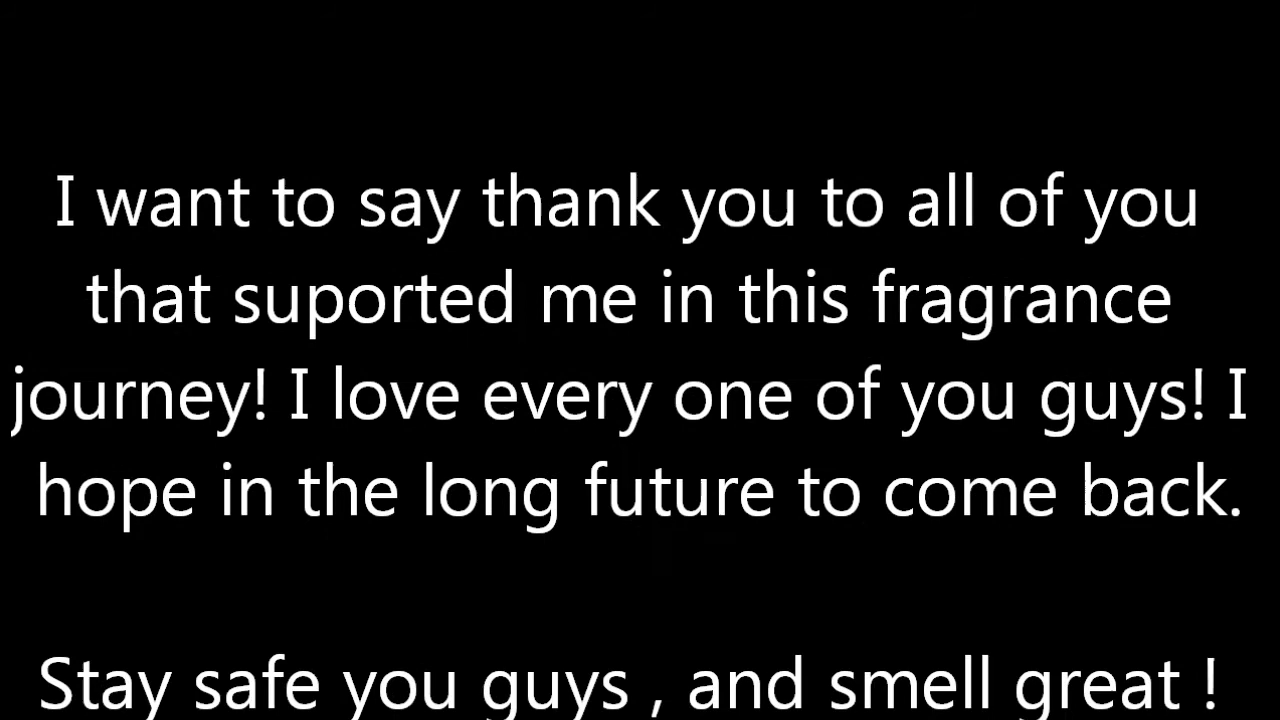 I want to say thank you to all of you
that suported me in this fragrance
journey! I love every one of you guys! I
hope in the long future to come back.
Stay safe you guys , and smell great !